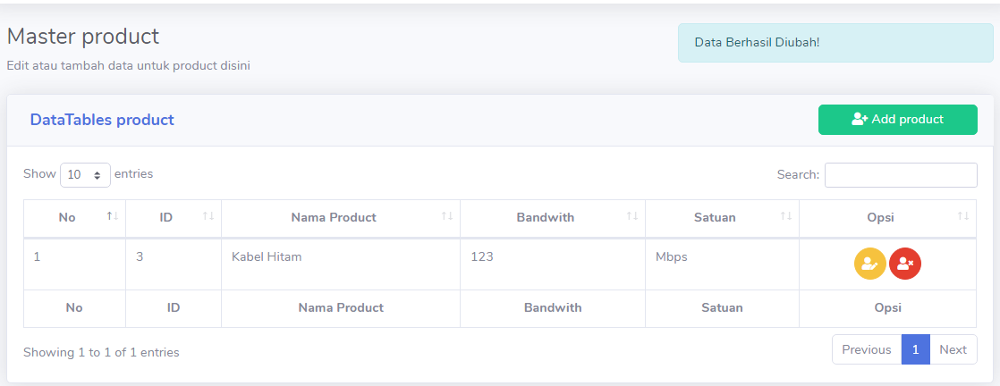 Master product
Data Berhasil Diubah!
Edit atau tambah data untuk product disini
DataTables product
Add product
Show 10 entries
Search:
No ID Nama Product Bandwith Satuan Opsi
1 3 Kabel Hitam 123 Mbps
No ID Nama Product Bandwith Satuan Opsi
Showing 1 to 1 of 1 entries
Previous 1 Next